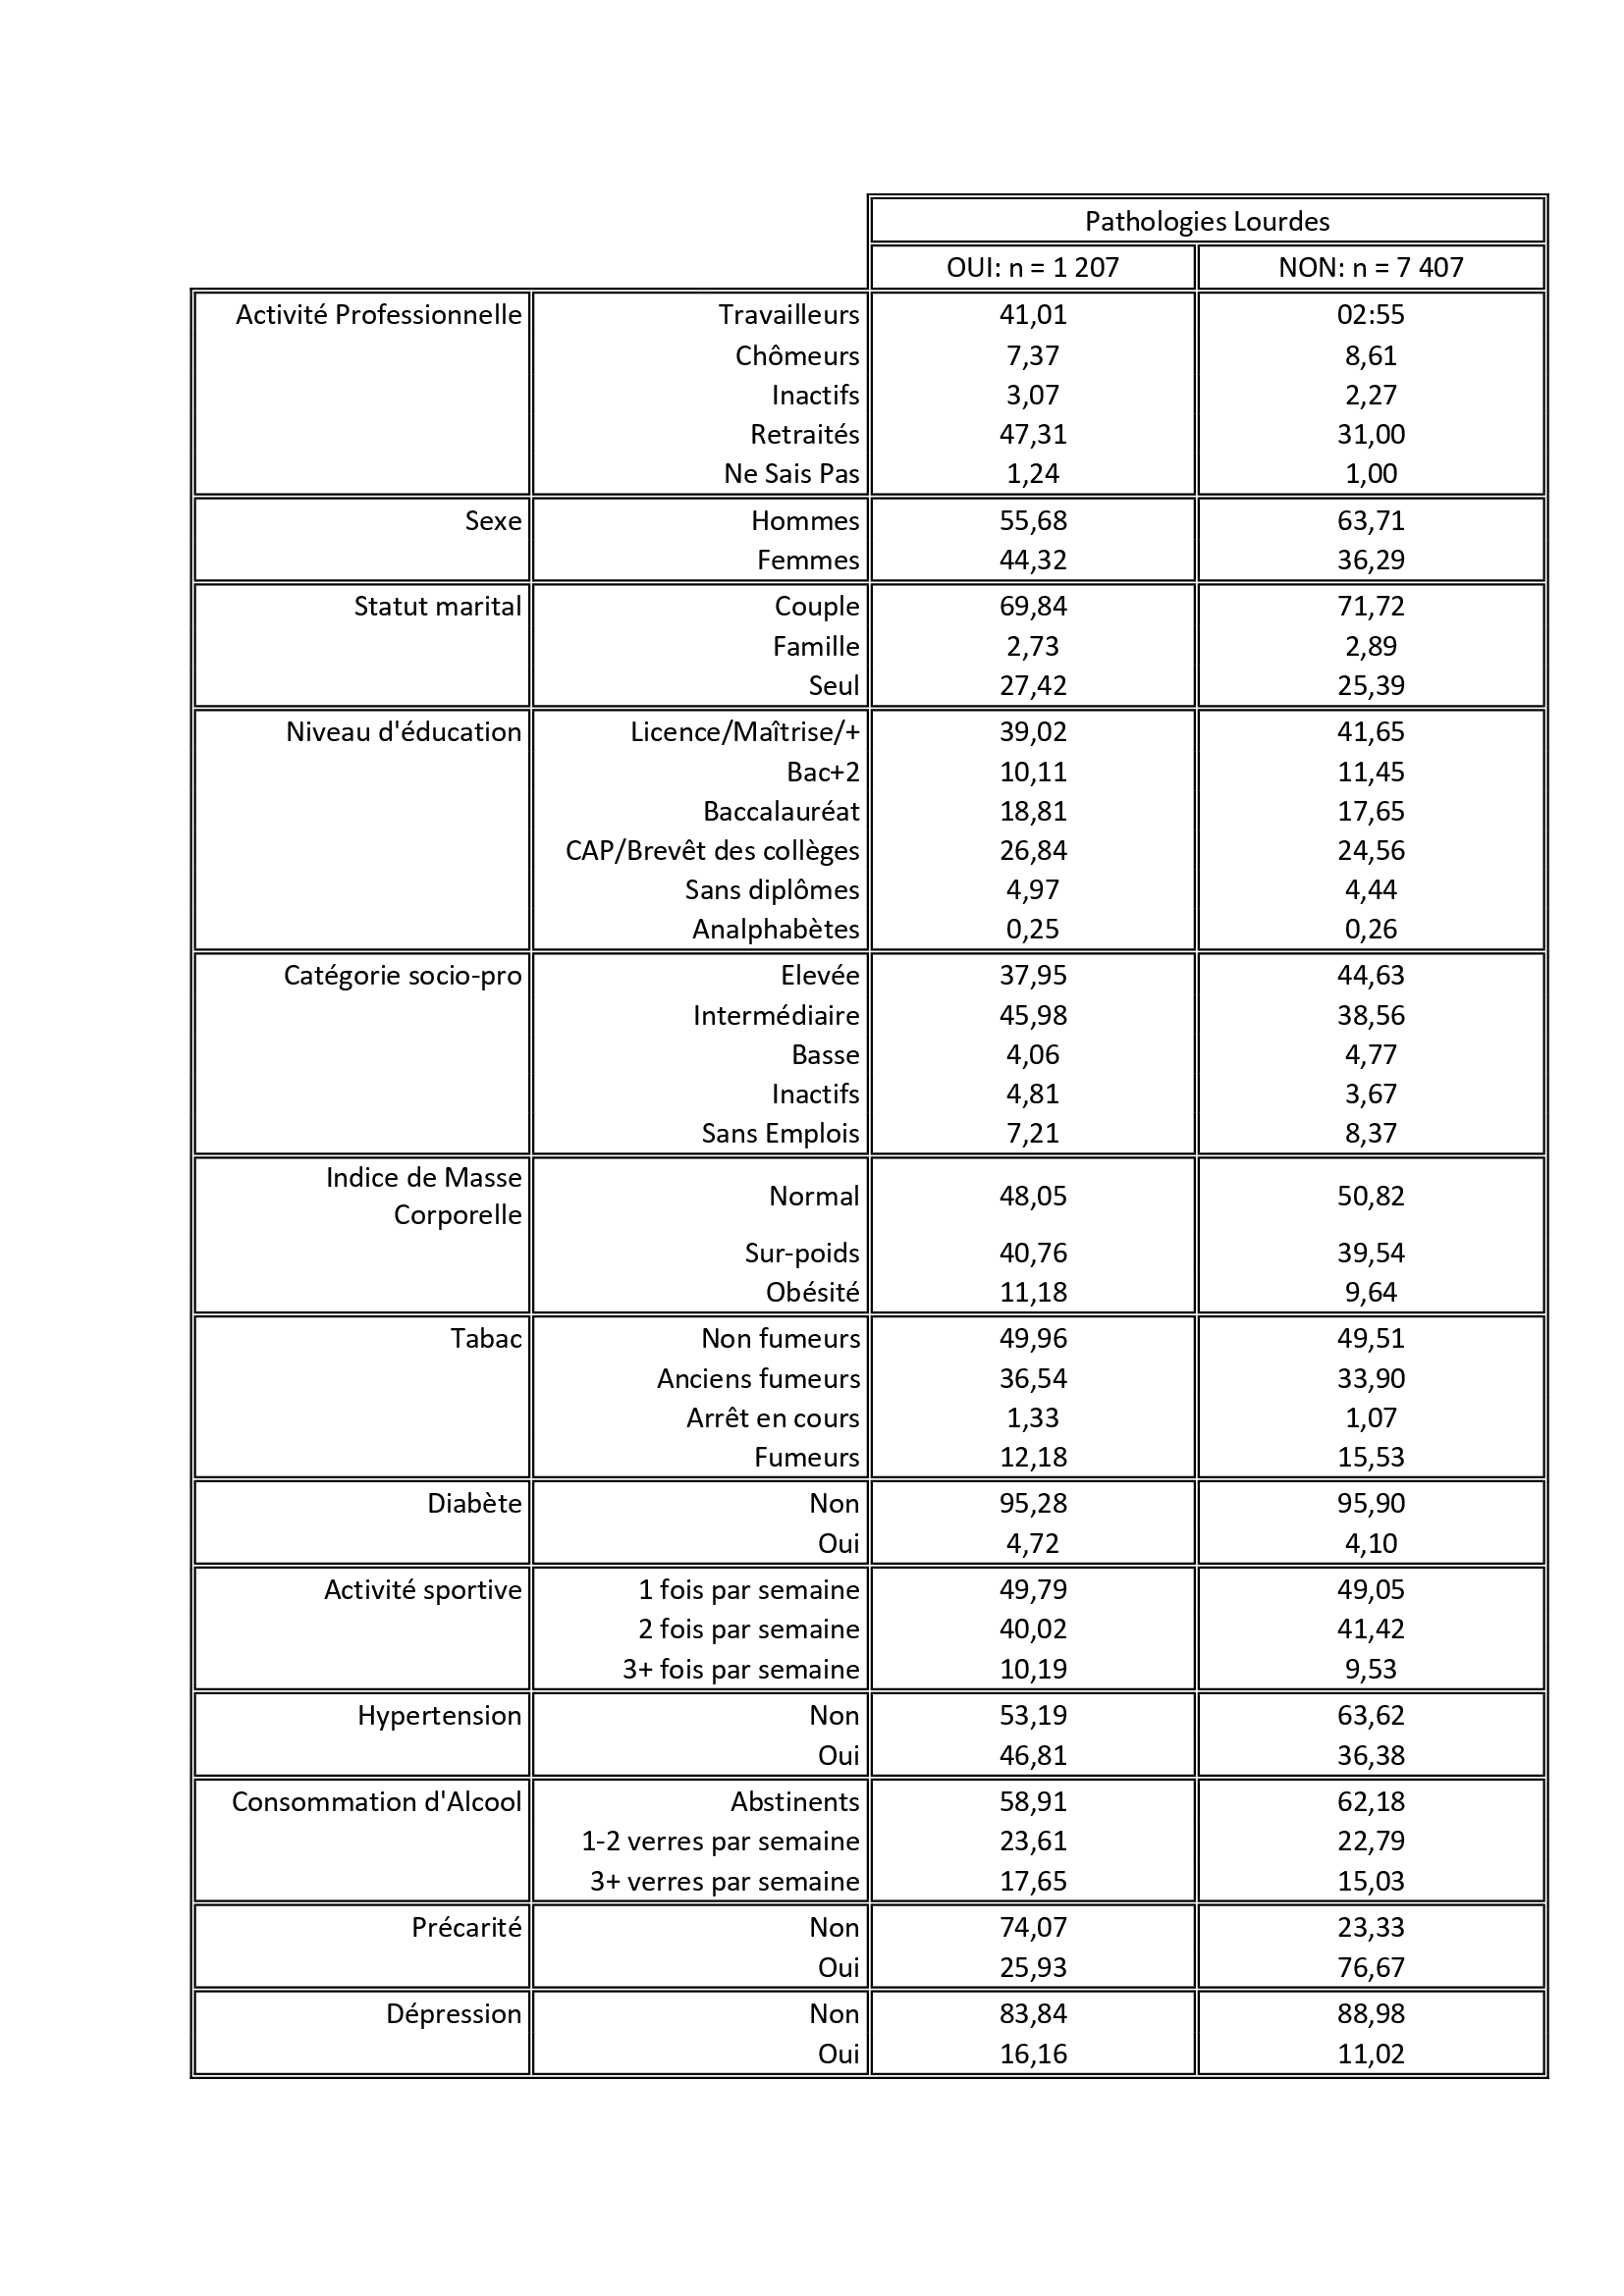 Pathologies Lourdes
OUI: n = 1 207 NON: n = 7 407
Activité Professionnelle Travailleurs 41,01 02:55
Chômeurs 7,37 8,61
Inactifs 3,07 2,27
Retraités 47,31 31,00
Ne Sais Pas 1,24 1,00
Sexe Hommes 55,68 63,71
Femmes 44,32 36,29
Statut marital Couple 69,84 71,72
Famille 2,73 2,89
Seul 27,42 25,39
Niveau d'éducation Licence/Maîtrise/+ 39,02 41,65
Bac+2 10,11 11,45
Baccalauréat 18,81 17,65
CAP/Brevêt des collèges 26,84 24,56
Sans diplômes 4,97 4,44
Analphabètes 0,25 0,26
Catégorie socio-pro Elevée 37,95 44,63
Intermédiaire 45,98 38,56
Basse 4,06 4,77
Inactifs 4,81 3,67
Sans Emplois 7,21 8,37
Indice de Masse
Corporelle
Normal 48,05 50,82
Sur-poids 40,76 39,54
Obésité 11,18 9,64
Tabac Non fumeurs 49,96 49,51
Anciens fumeurs 36,54 33,90
Arrêt en cours 1,33 1,07
Fumeurs 12,18 15,53
Diabète Non 95,28 95,90
Oui 4,72 4,10
Activité sportive 1 fois par semaine 49,79 49,05
2 fois par semaine 40,02 41,42
3+ fois par semaine 10,19 9,53
Hypertension Non 53,19 63,62
Oui 46,81 36,38
Consommation d'Alcool Abstinents 58,91 62,18
1-2 verres par semaine 23,61 22,79
3+ verres par semaine 17,65 15,03
Précarité Non 74,07 23,33
Oui 25,93 76,67
Dépression Non 83,84 88,98
Oui 16,16 11,02